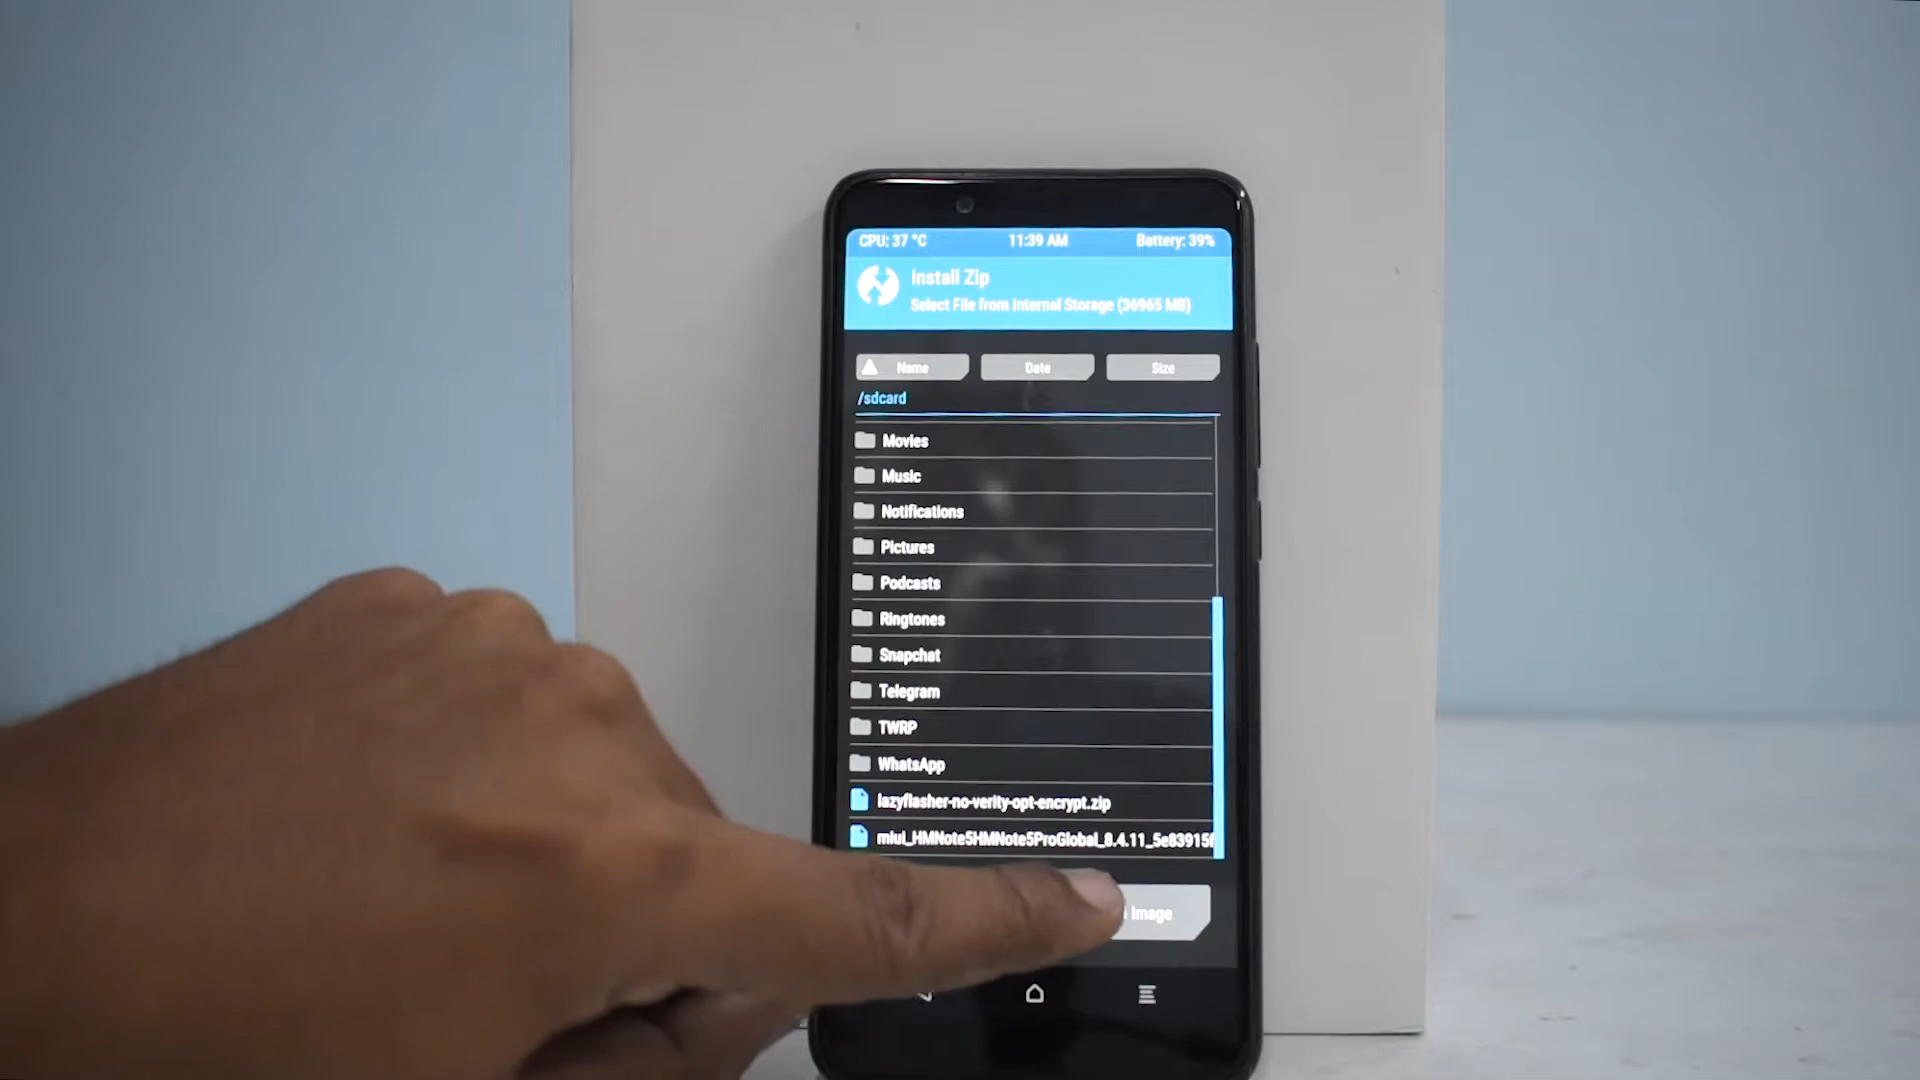 CPU: 37 °C 11:39 AM Battery: 39%
Install Zip
Select File from Internal Storage (36965 MB)
Name Date Size
/sdcard
Movies
Music
Notifications
Pictures
Podcasts
Ringtones
Snapchat
Telegram
TWRP
WhatsApp
lazyflasher-no-verity-opt-encrypt.zip
miui_HMNote5HMNote5ProGlobal_8.4.11_5e83915f
Image